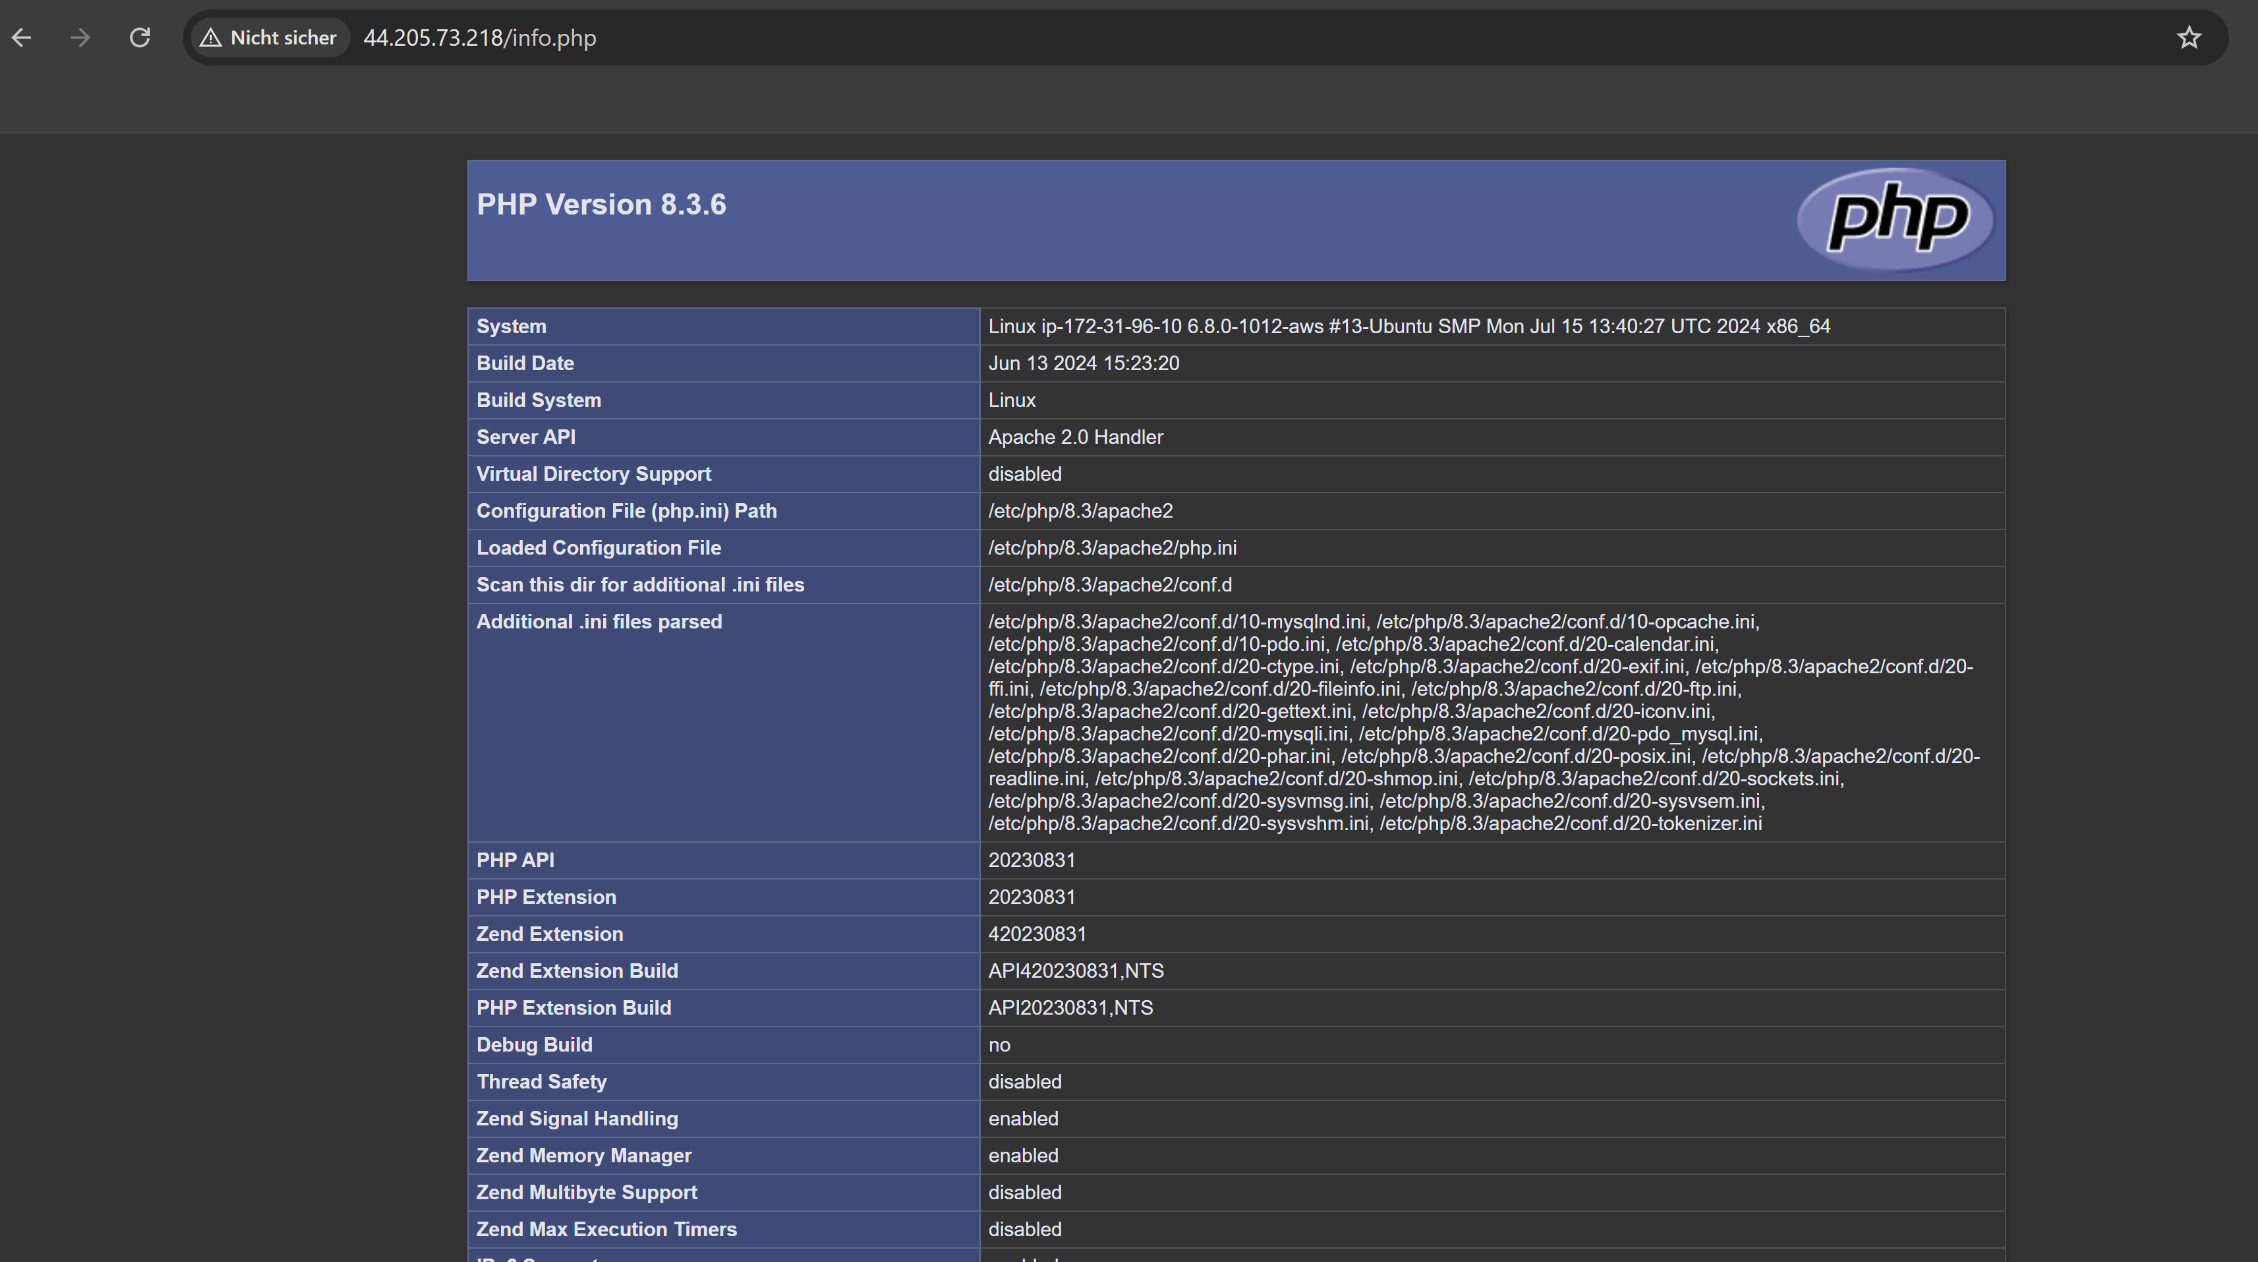 Nicht sicher 44.205.73.218/info.php
PHP Version 8.3.6
php
System Linux ip-172-31-96-10 6.8.0-1012-aws #13-Ubuntu SMP Mon Jul 15 13:40:27 UTC 2024 x86_64
Build Date Jun 13 2024 15:23:20
Build System Linux
Server API Apache 2.0 Handler
Virtual Directory Support disabled
Configuration File (php.ini) Path /etc/php/8.3/apache2
Loaded Configuration File /etc/php/8.3/apache2/php.ini
Scan this dir for additional .ini files /etc/php/8.3/apache2/conf.d
Additional .ini files parsed /etc/php/8.3/apache2/conf.d/10-mysqlnd.ini, /etc/php/8.3/apache2/conf.d/10-opcache.ini,
/etc/php/8.3/apache2/conf.d/10-pdo.ini, /etc/php/8.3/apache2/conf.d/20-calendar.ini,
/etc/php/8.3/apache2/conf.d/20-ctype.ini, /etc/php/8.3/apache2/conf.d/20-exif.ini, /etc/php/8.3/apache2/conf.d/20-
ffi.ini, /etc/php/8.3/apache2/conf.d/20-fileinfo.ini, /etc/php/8.3/apache2/conf.d/20-ftp.ini,
/etc/php/8.3/apache2/conf.d/20-gettext.ini, /etc/php/8.3/apache2/conf.d/20-iconv.ini,
/etc/php/8.3/apache2/conf.d/20-mysqli.ini, /etc/php/8.3/apache2/conf.d/20-pdo_mysql.ini,
/etc/php/8.3/apache2/conf.d/20-phar.ini, /etc/php/8.3/apache2/conf.d/20-posix.ini, /etc/php/8.3/apache2/conf.d/20-
readline.ini, /etc/php/8.3/apache2/conf.d/20-shmop.ini, /etc/php/8.3/apache2/conf.d/20-sockets.ini,
/etc/php/8.3/apache2/conf.d/20-sysvmsg.ini, /etc/php/8.3/apache2/conf.d/20-sysvsem.ini,
/etc/php/8.3/apache2/conf.d/20-sysvshm.ini, /etc/php/8.3/apache2/conf.d/20-tokenizer.ini
PHP API 20230831
PHP Extension 20230831
Zend Extension 420230831
Zend Extension Build API420230831,NTS
PHP Extension Build API20230831,NTS
Debug Build no
Thread Safety disabled
Zend Signal Handling enabled
Zend Memory Manager enabled
Zend Multibyte Support disabled
Zend Max Execution Timers disabled